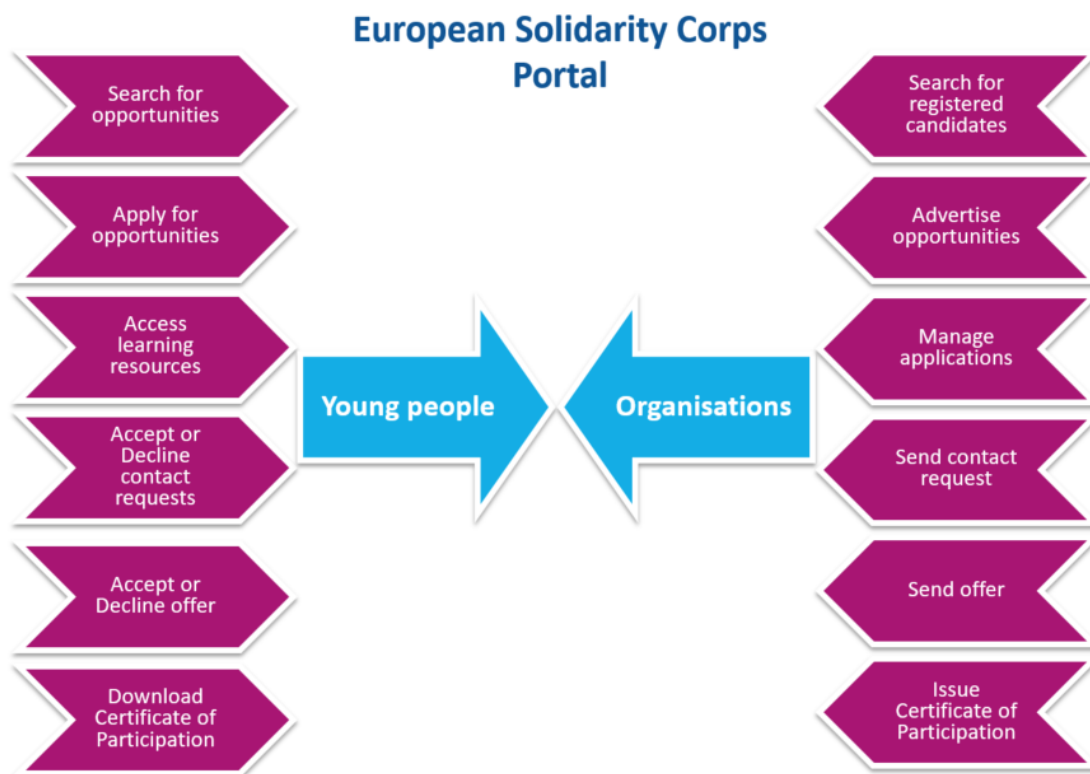 European Solidarity Corps
Portal
Search for
opportunities
Apply for
opportunities
Access
learning
resources
Accept or
Decline
contact
requests
Accept or
Decline offer
Download
Certificate of
Participation
Young people
Organisations
Search for
registered
candidates
Advertise
opportunities
Manage
applications
Send contact
request
Send offer
Issue
Certificate of
Participation